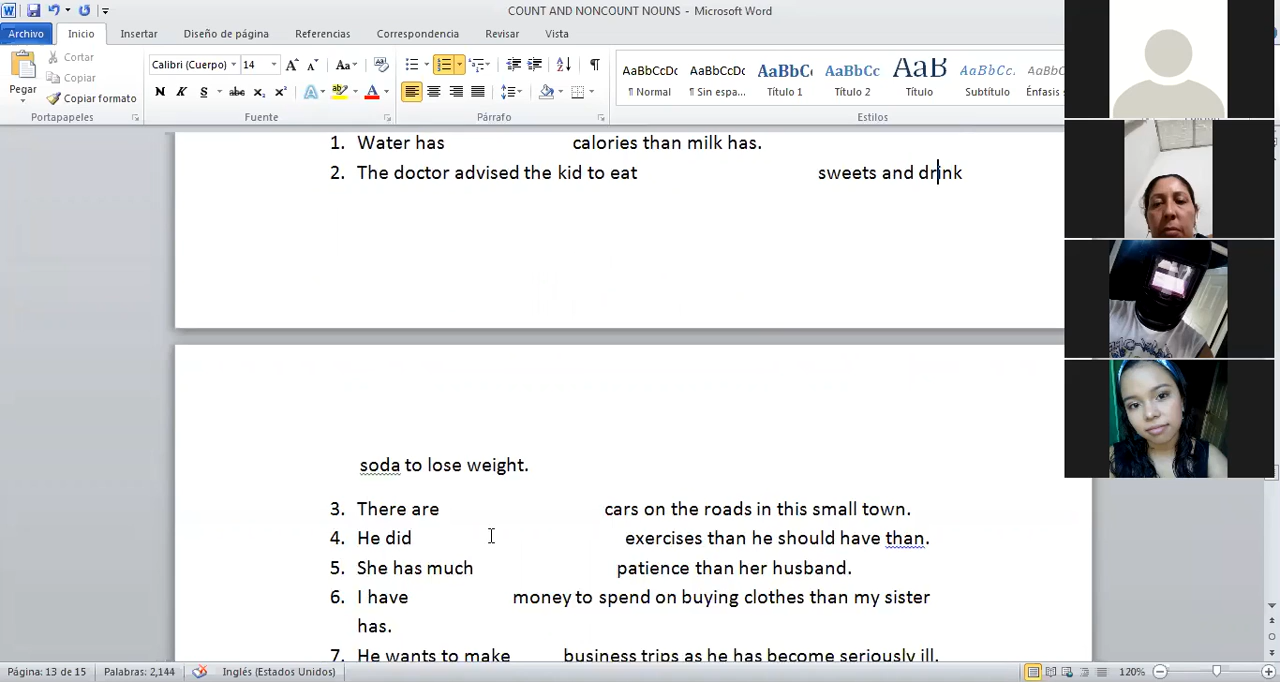 COUNT AND NONCOUNT NOUNS - Microsoft Word
Archivo Inicio Insertar Diseño de página Referencias Correspondencia Revisar Vista
Pegar
Cortar
Copiar
Copiar formato
Portapapeles
Calibri (Cuerpo) 14
Fuente
Párrafo
AaBbCcDc AaBbCcDc AaBbC AaBbCc AaB AaBbCc AaBbCc
¶ Normal ¶ Sin espa... Título 1 Título 2 Título Subtítulo Énfasis
Estilos
1. Water has calories than milk has.
2. The doctor advised the kid to eat sweets and drink
soda to lose weight.
3. There are cars on the roads in this small town.
4. He did exercises than he should have than.
5. She has much patience than her husband.
6. I have money to spend on buying clothes than my sister
has.
7. He wants to make business trips as he has become seriously ill.
Página: 13 de 15 Palabras: 2,144 Inglés (Estados Unidos) 120%